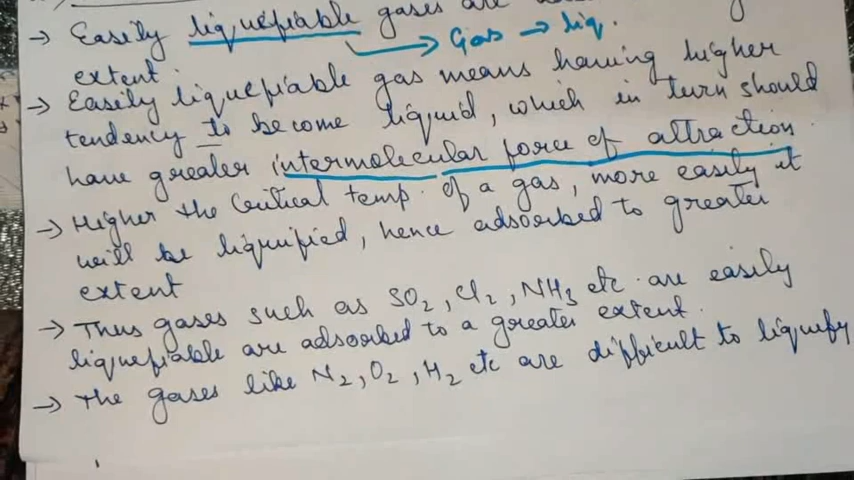 → Easily liquefiable gases are
→ Gas → liq.
extent.
→ Easily liquefiable gas means having higher
tendency to become liquid, which in turn should
have greater intermolecular force of attraction.
→ Higher the Critical temp. of a gas, more easily it
will be liquified, hence adsorbed to greater
extent
→ Thus gases such as SO₂, Cl₂, NH₃ etc. are easily
liquefiable are adsorbed to a greater extent.
→ The gases like N₂, O₂, H₂ etc are difficult to liquefy